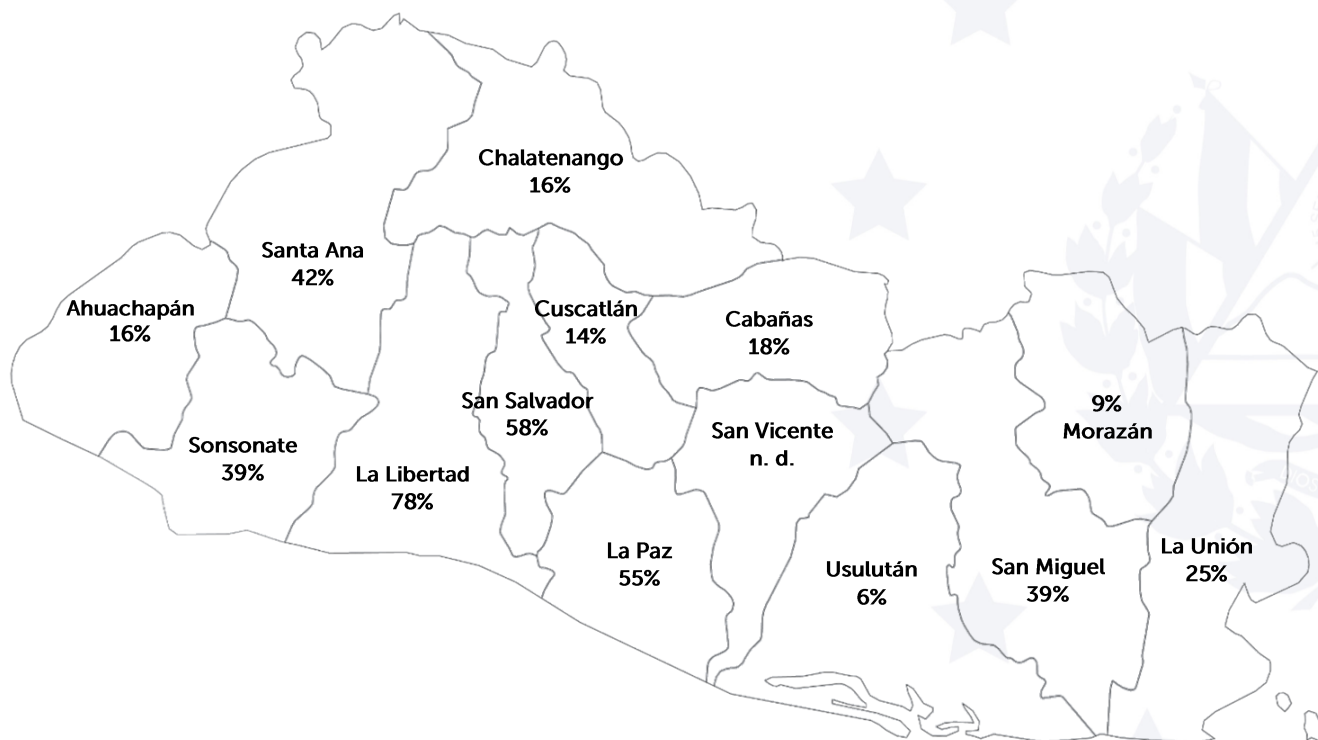 Chalatenango
16%
Santa Ana
42%
Ahuachapán
16%
Cuscatlán
14%
Cabañas
18%
San Salvador
58%
9%
Morazán
San Vicente
n. d.
Sonsonate
39%
La Libertad
78%
La Paz
55%
Usulután
6%
San Miguel
39%
La Unión
25%